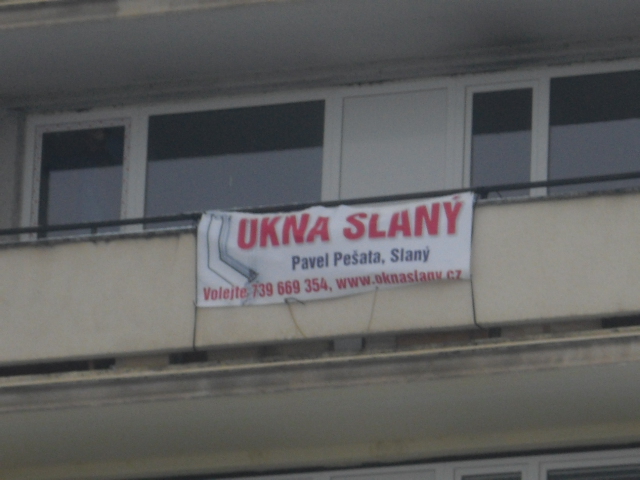 OKNA SLANÝ
Pavel Pešata, Slaný
Volejte 739 669 354, www.oknaslany.cz